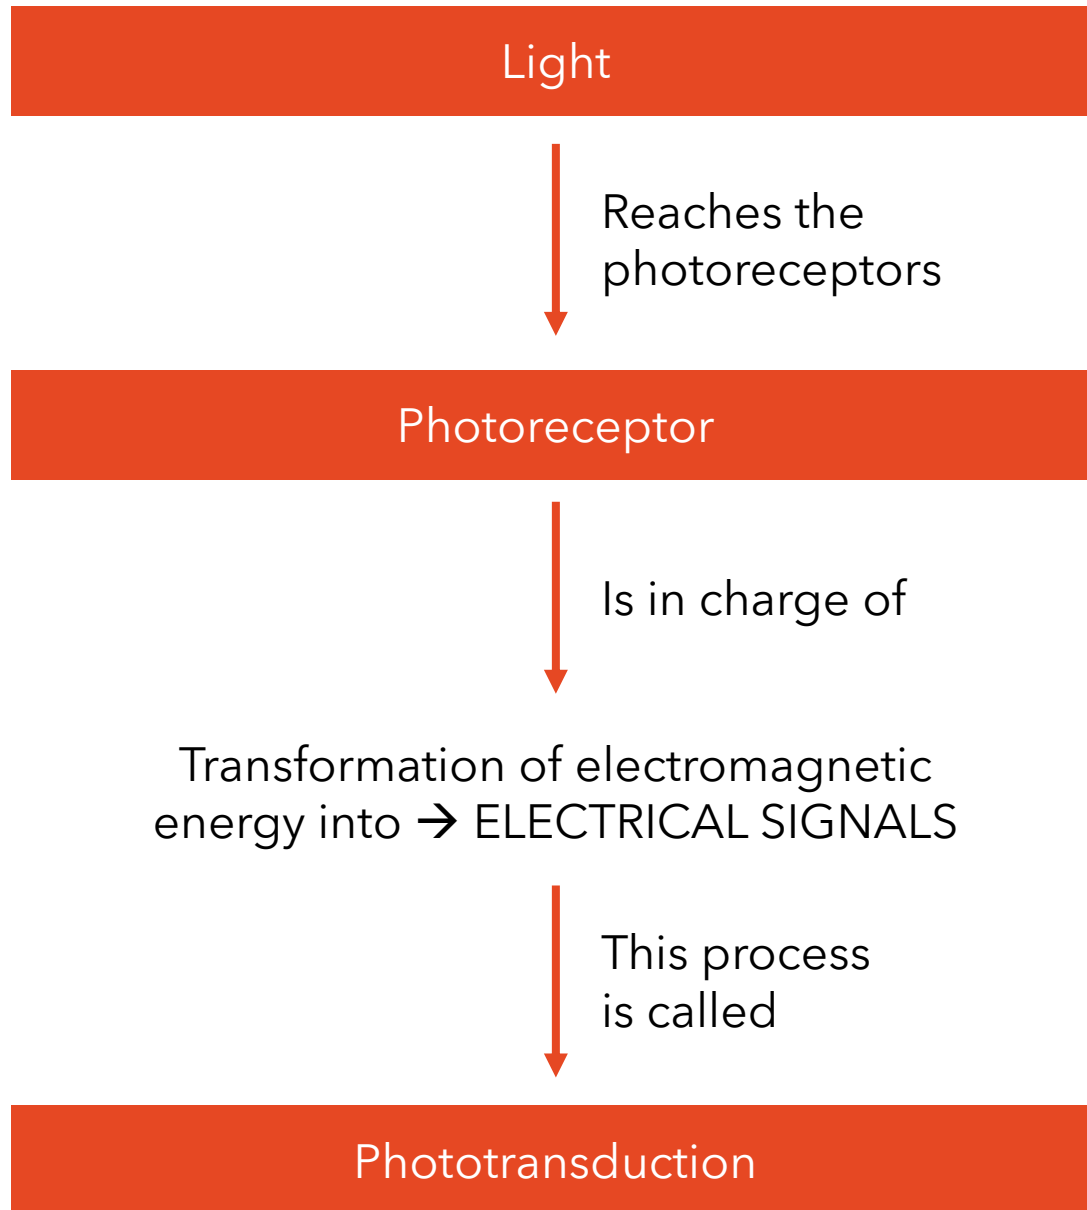 Light
Reaches the
photoreceptors
Photoreceptor
Is in charge of
Transformation of electromagnetic
energy into → ELECTRICAL SIGNALS
This process
is called
Phototransduction